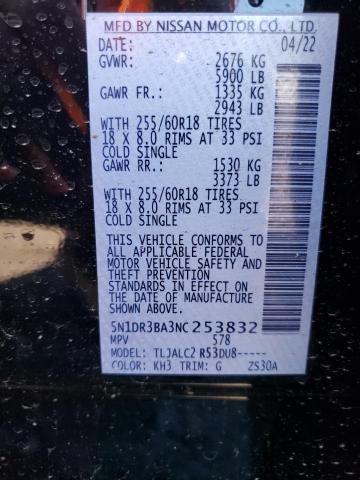 MFD BY NISSAN MOTOR CO., LTD.
DATE: 04/22
GVWR: 2676 KG
5900 LB
GAWR FR.: 1335 KG
2943 LB
WITH 255/60R18 TIRES
18 X 8.0 RIMS AT 33 PSI
COLD SINGLE
GAWR RR.: 1530 KG
3373 LB
WITH 255/60R18 TIRES
18 X 8.0 RIMS AT 33 PSI
COLD SINGLE
THIS VEHICLE CONFORMS TO
ALL APPLICABLE FEDERAL
MOTOR VEHICLE SAFETY AND
THEFT PREVENTION
STANDARDS IN EFFECT ON
THE DATE OF MANUFACTURE
SHOWN ABOVE.
5N1DR3BA3NC253832
MPV 578
MODEL: TLJALC2 R53DU8-----
COLOR: KH3 TRIM: G ZS30A